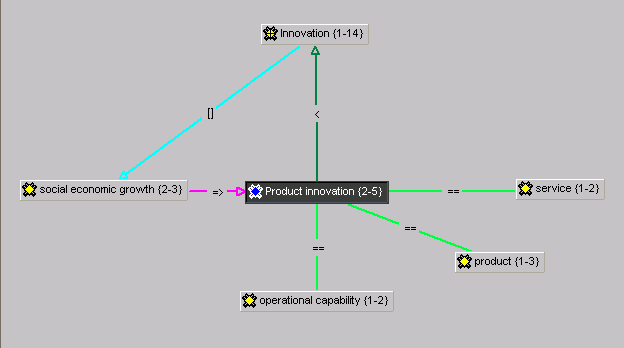 Innovation {1-14}
[]
<
social economic growth {2-3}
=>
Product innovation {2-5}
==
service {1-2}
==
product {1-3}
==
operational capability {1-2}